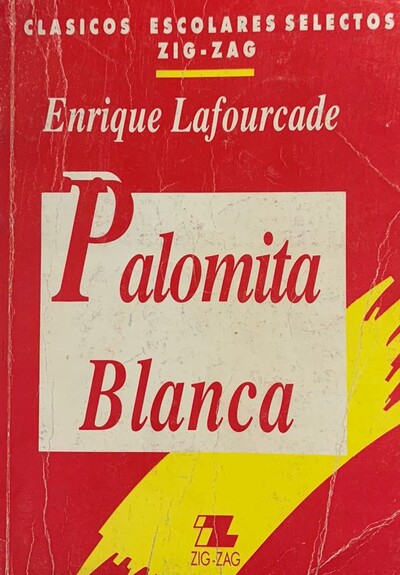 CLASICOS ESCOLARES SELECTOS
ZIG-ZAG
Enrique Lafourcade
Palomita
Blanca
ZIG-ZAG